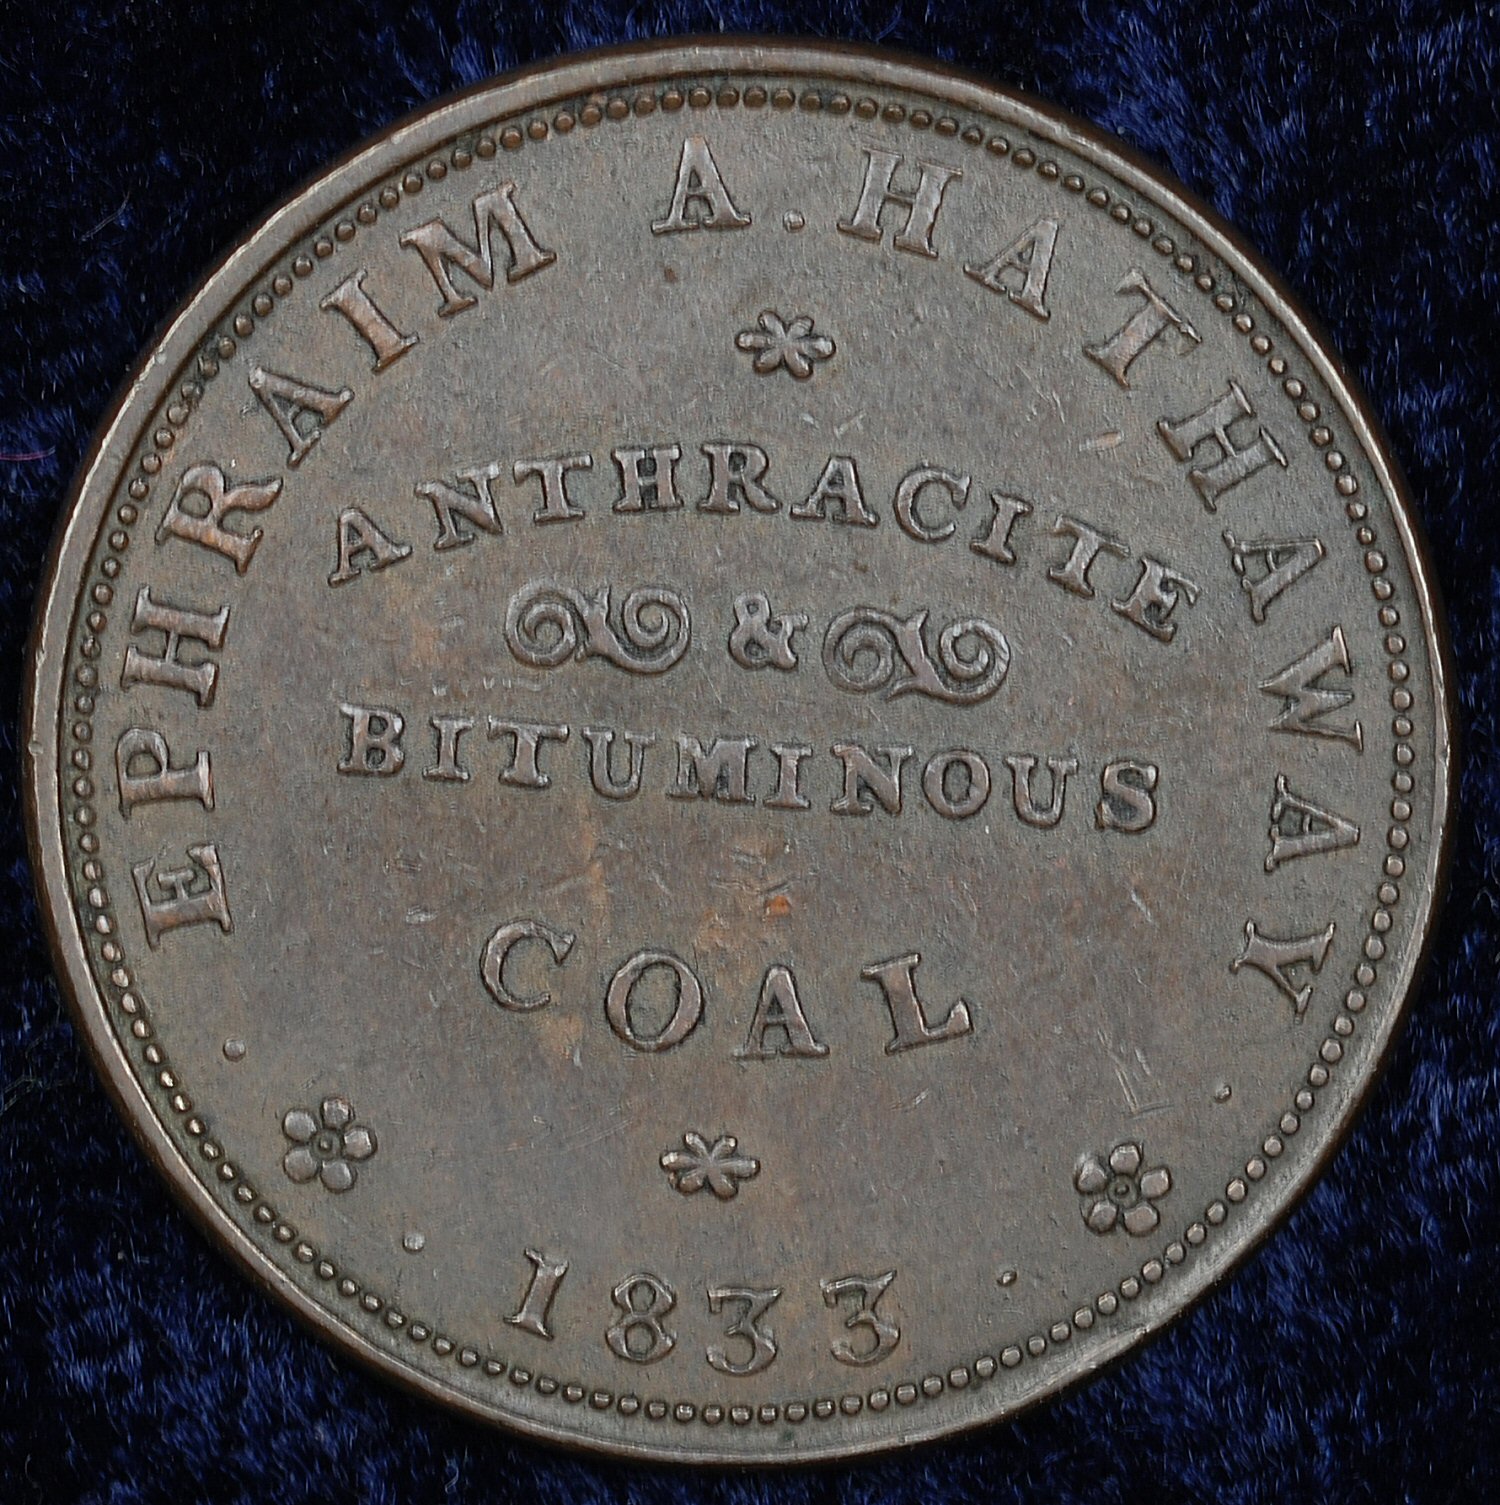 EPHRAIM A. HATHAWAY
ANTHRACITE
&
BITUMINOUS
COAL
1833